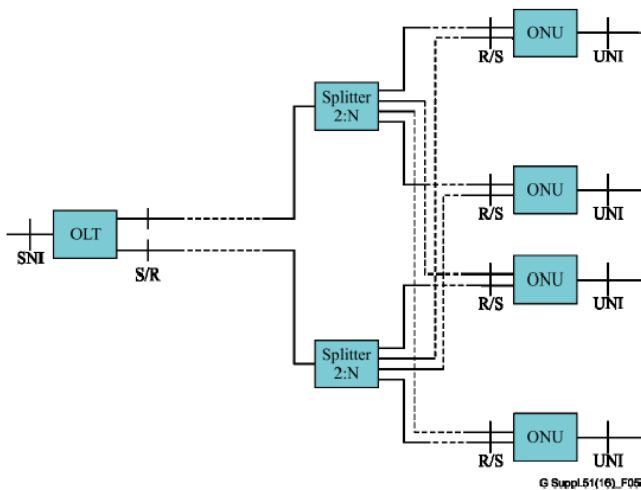 ONU
R/S
UNI
Splitter
2:N
ONU
R/S
UNI
OLT
SNI
S/R
ONU
R/S
UNI
Splitter
2:N
ONU
R/S
UNI
G Suppl.51(16)_F05